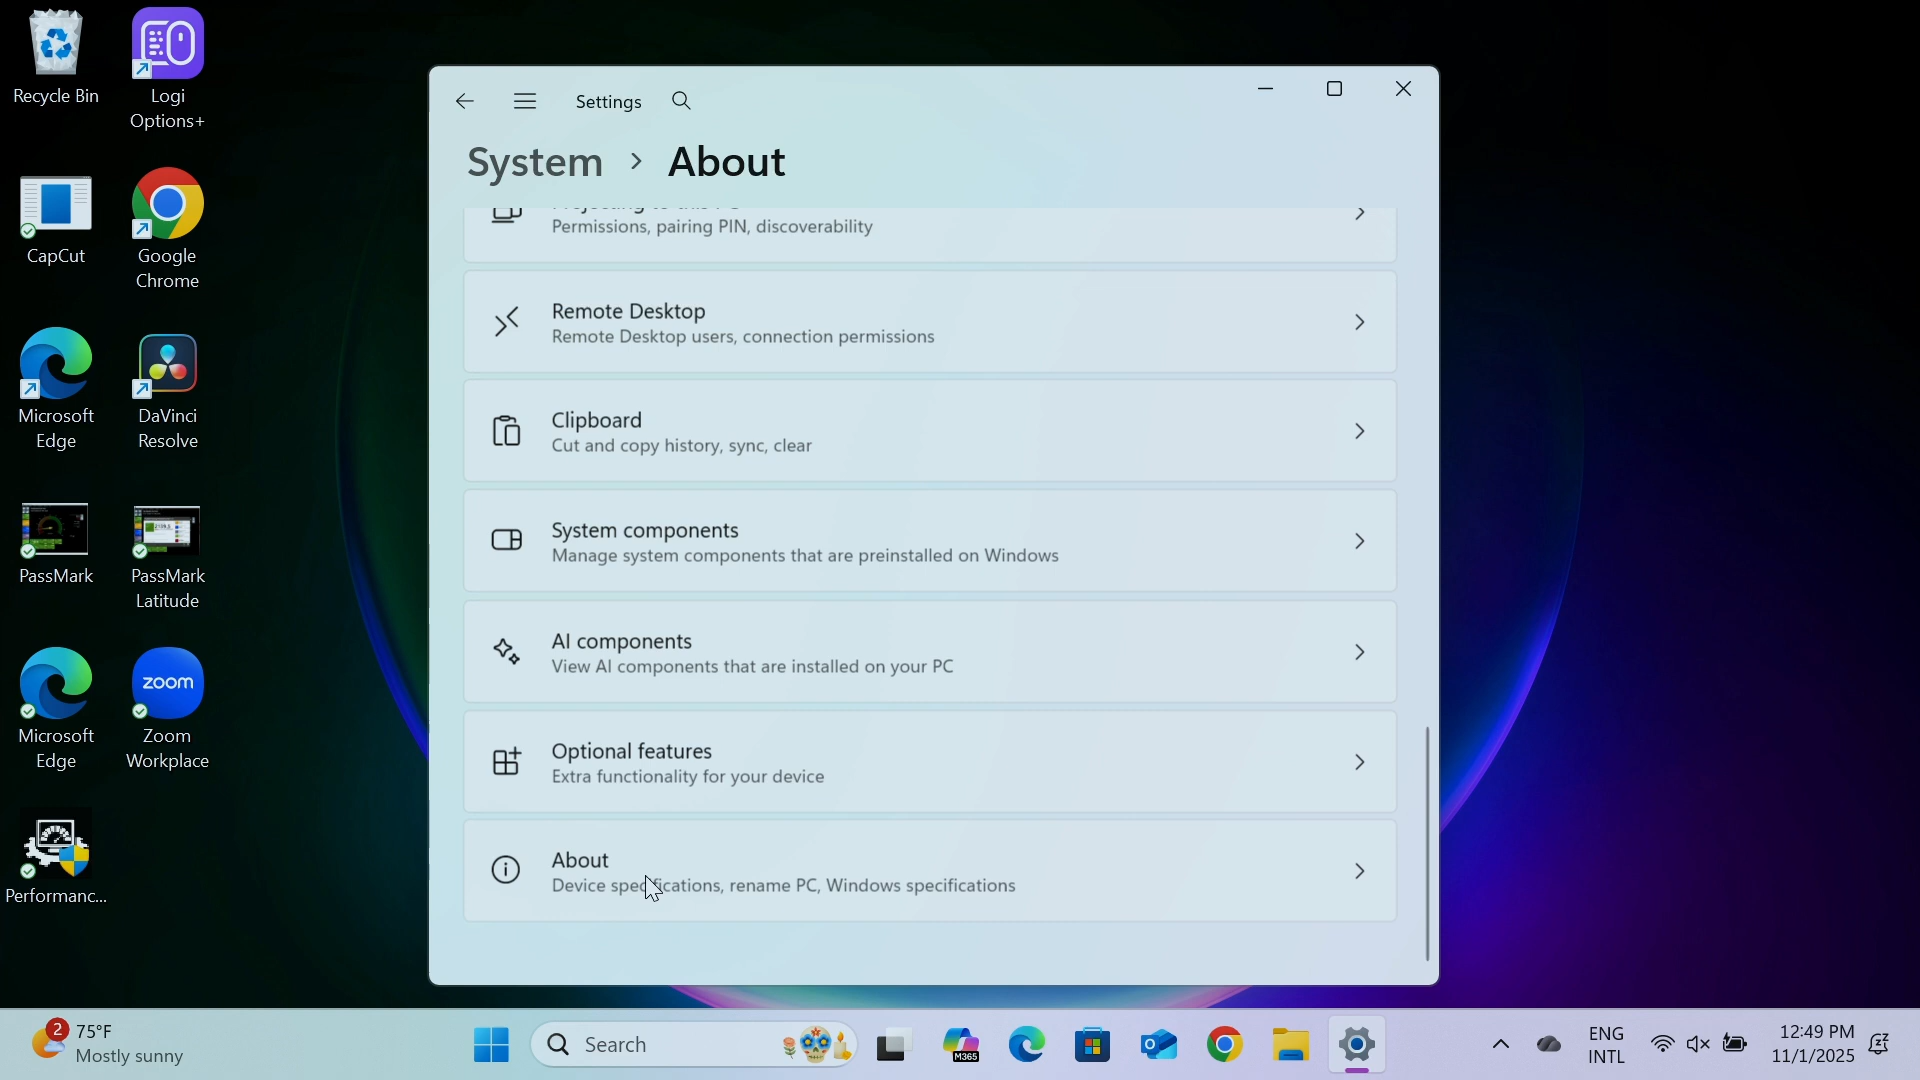 Recycle Bin
Logi
Options+
CapCut
Google
Chrome
Microsoft
Edge
DaVinci
Resolve
PassMark
PassMark
Latitude
Microsoft
Edge
zoom
Zoom
Workplace
Performanc...
Settings
System > About
Permissions, pairing PIN, discoverability
Remote Desktop
Remote Desktop users, connection permissions
Clipboard
Cut and copy history, sync, clear
System components
Manage system components that are preinstalled on Windows
AI components
View AI components that are installed on your PC
Optional features
Extra functionality for your device
About
Device specifications, rename PC, Windows specifications
2
75°F
Mostly sunny
Search
M365
ENG
INTL
12:49 PM
11/1/2025